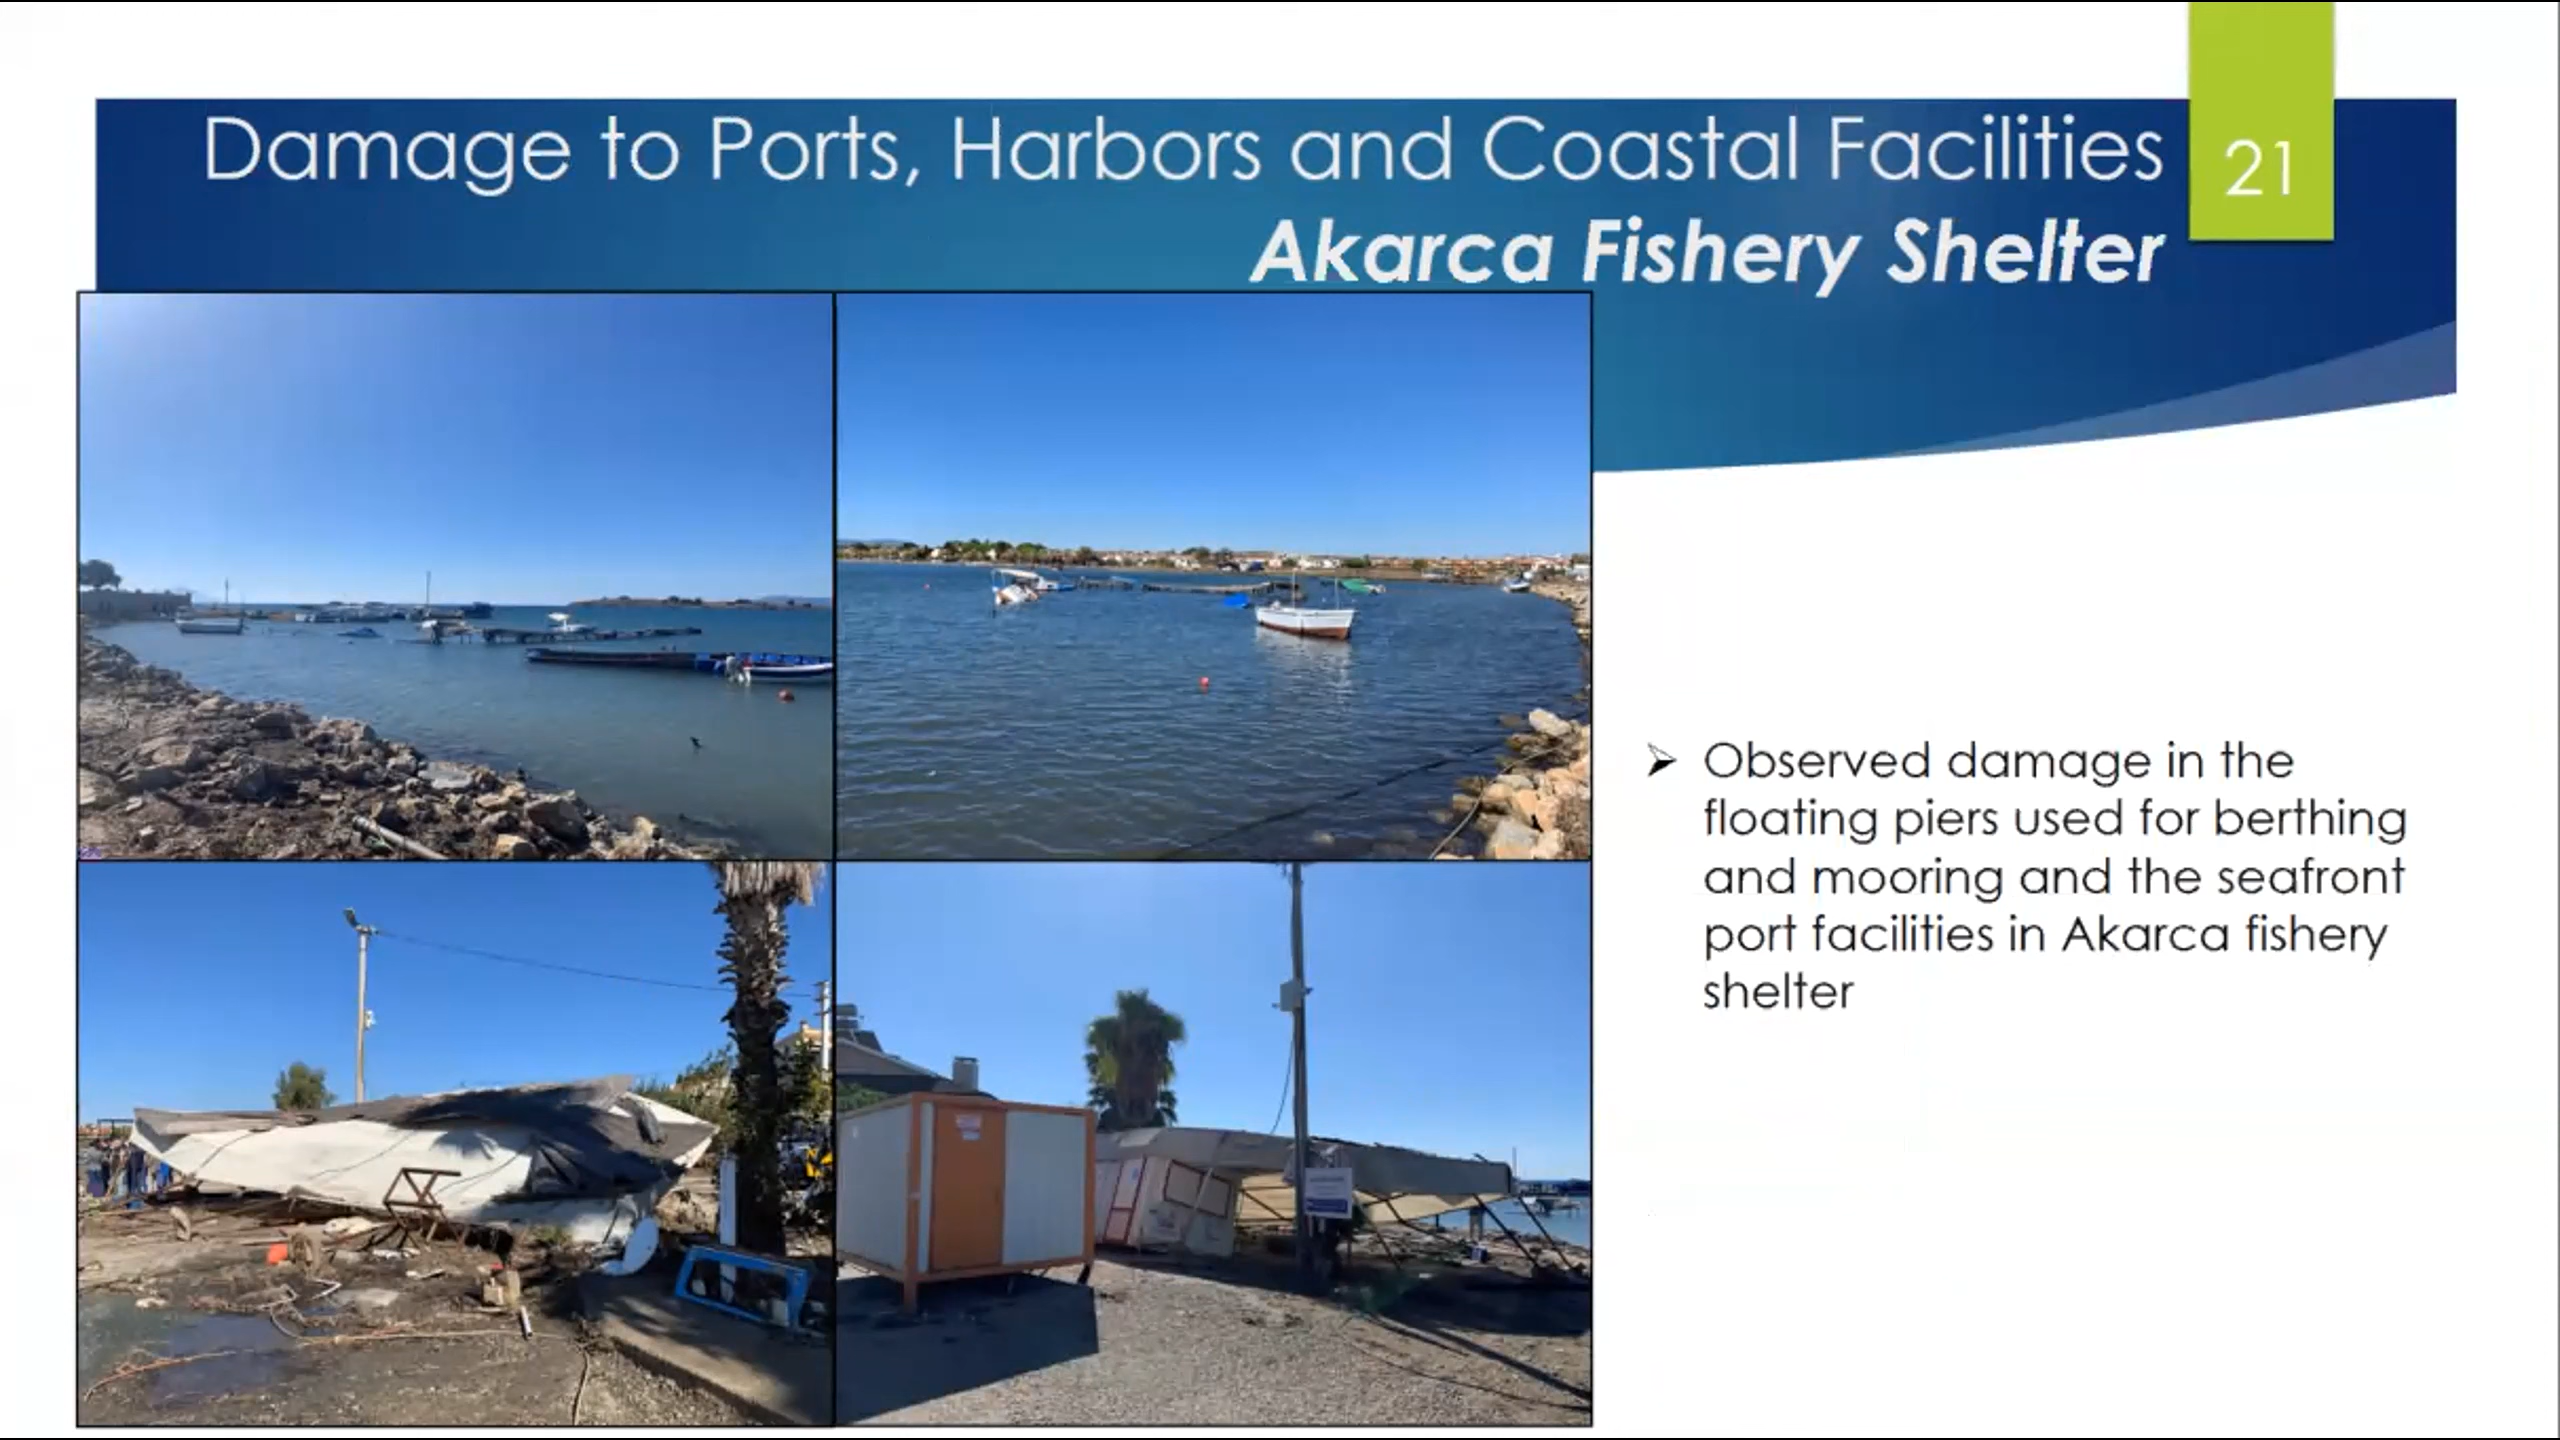 Damage to Ports, Harbors and Coastal Facilities
21
Akarca Fishery Shelter
➢ Observed damage in the
floating piers used for berthing
and mooring and the seafront
port facilities in Akarca fishery
shelter